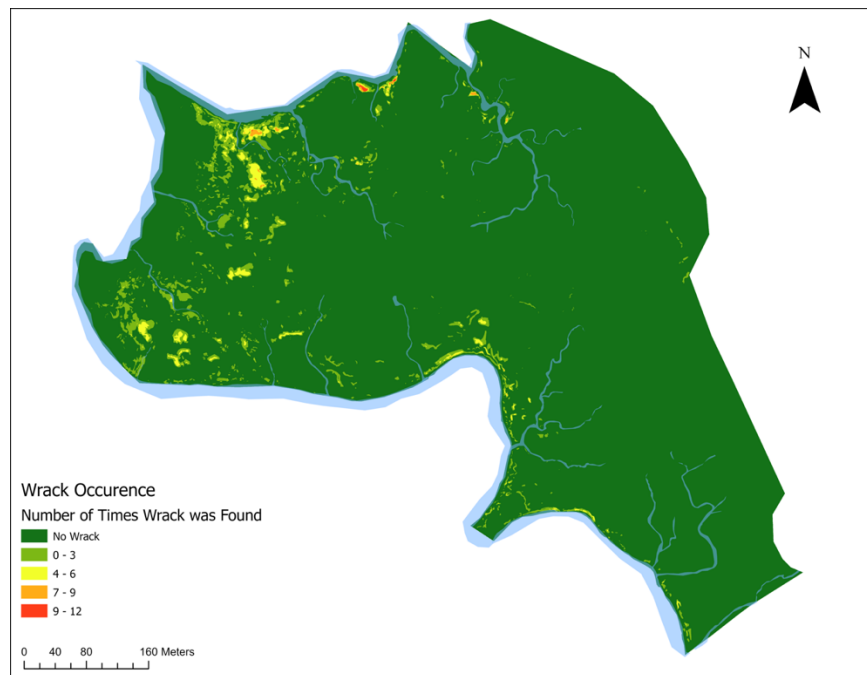 N
Wrack Occurence
Number of Times Wrack was Found
No Wrack
0 - 3
4 - 6
7 - 9
9 - 12
0 40 80 160 Meters